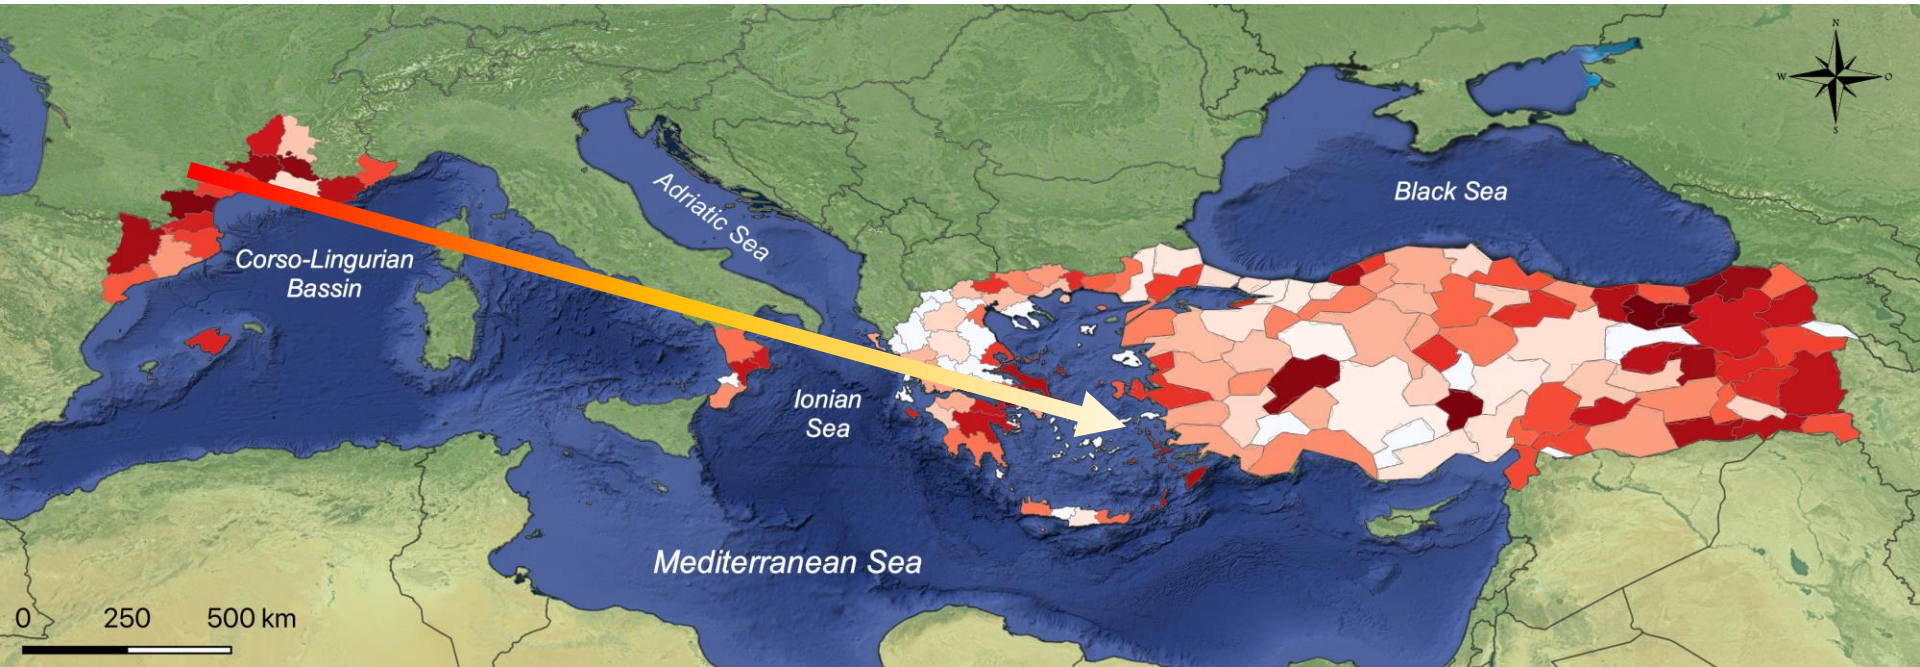 N
W
O
S
Adriatic Sea
Black Sea
Corso-Lingurian
Bassin
Ionian
Sea
Mediterranean Sea
0 250 500 km